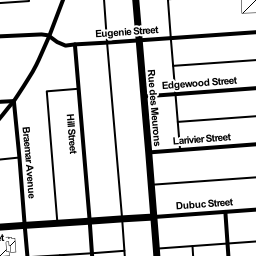 Eugenie Street
Edgewood Street
Rue des Meurons
Hill Street
Braemar Avenue
Larivier Street
Dubuc Street